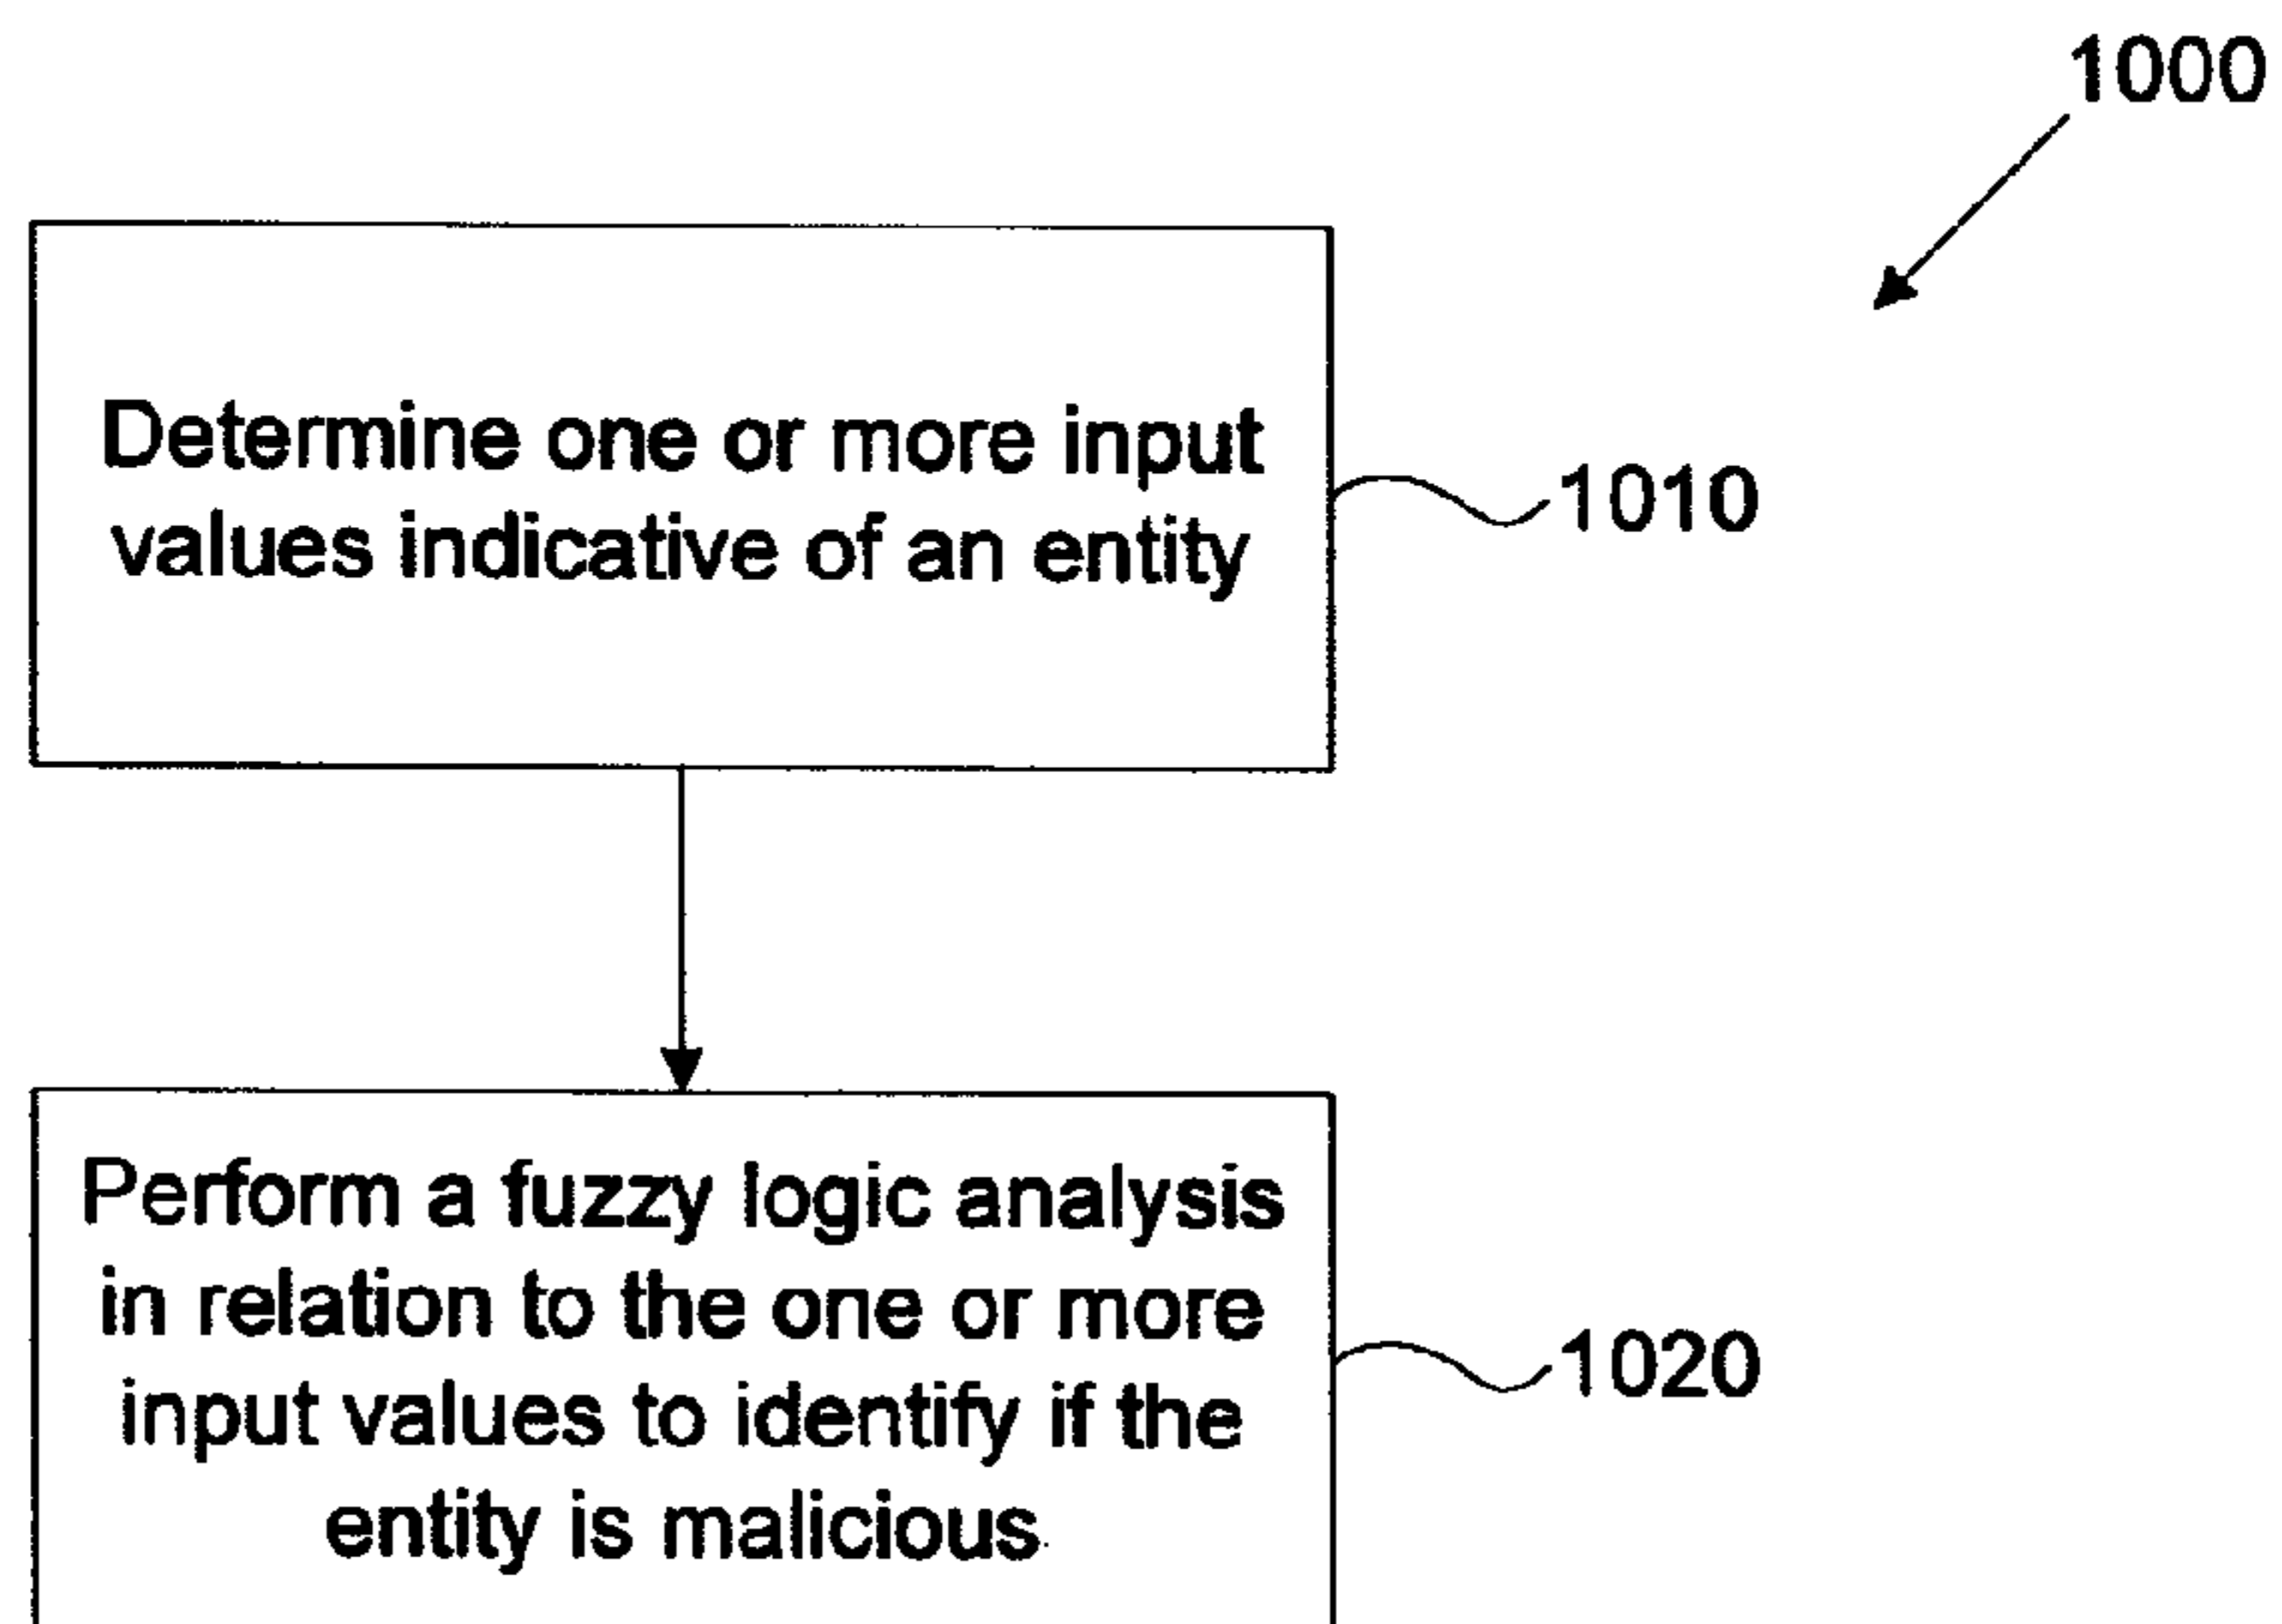 1000
Determine one or more input
values indicative of an entity
1010
Perform a fuzzy logic analysis
in relation to the one or more
input values to identify if the
entity is malicious
1020